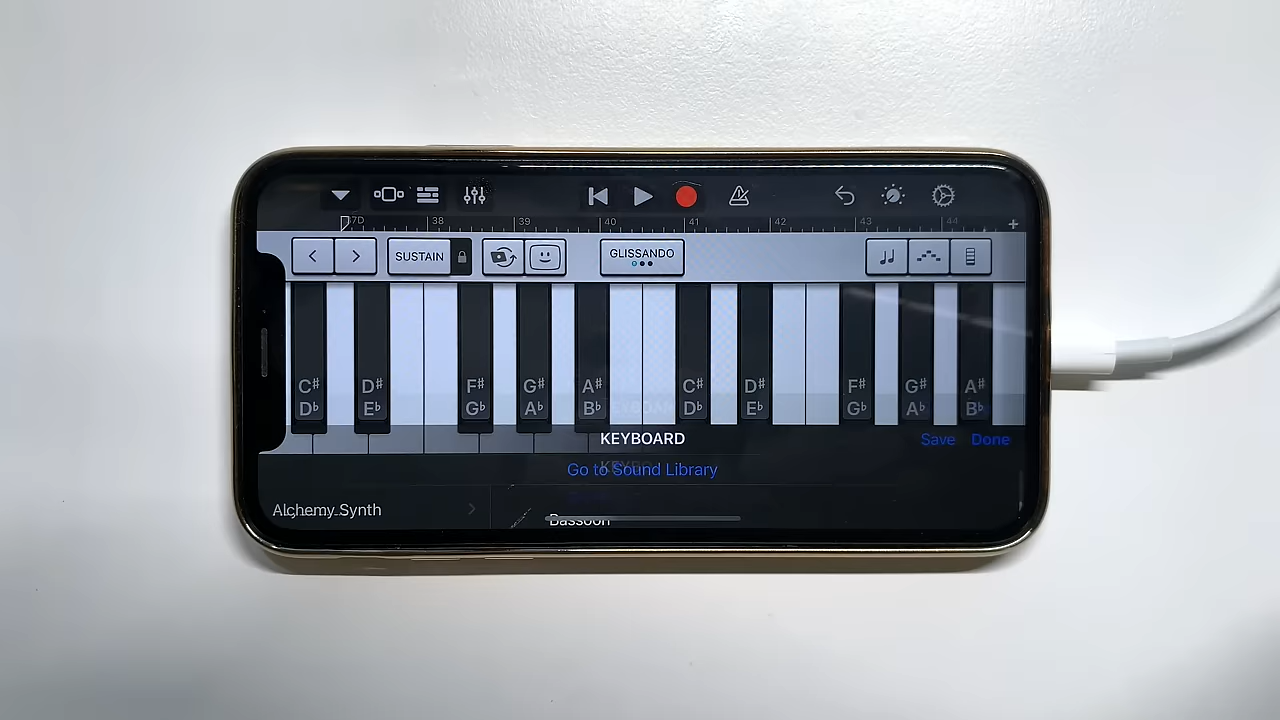 38 39 40 41 42 43 44 +
SUSTAIN GLISSANDO
C♯ D♯ F♯ G♯ A♯ C♯ D♯ F♯ G♯ A♯
D♭ E♭ G♭ A♭ B♭ D♭ E♭ G♭ A♭ B♭
KEYBOARD Save Done
Go to Sound Library
Alchemy Synth Bassoon